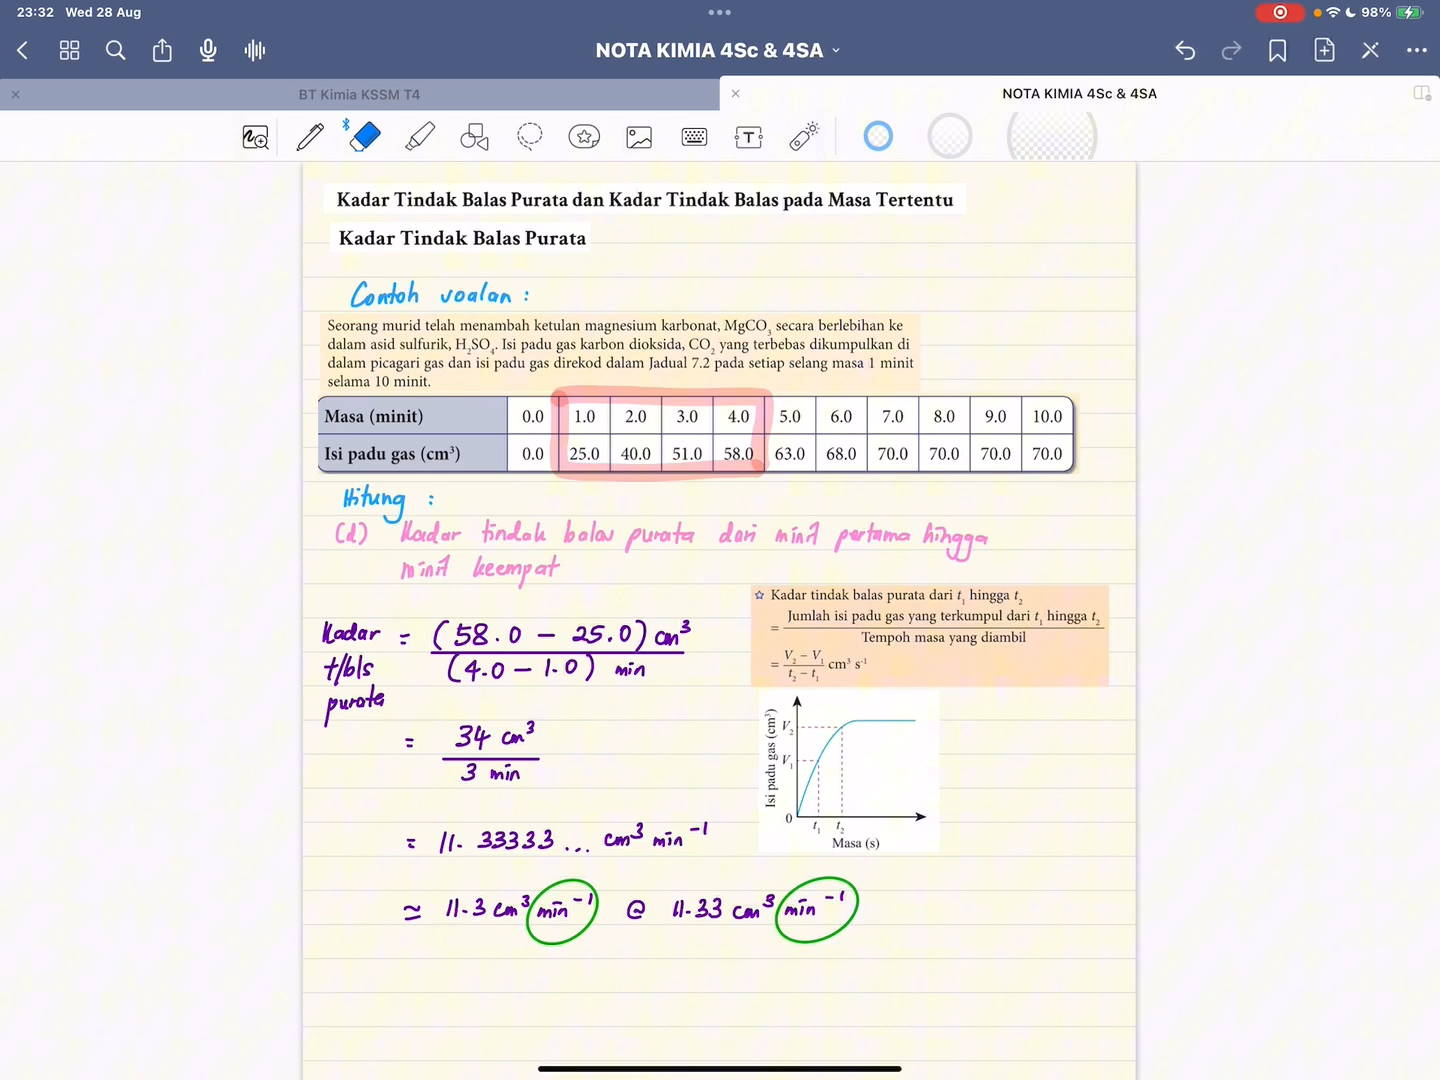 23:32 Wed 28 Aug
98%
NOTA KIMIA 4Sc & 4SA
BT Kimia KSSM T4
NOTA KIMIA 4Sc & 4SA
Kadar Tindak Balas Purata dan Kadar Tindak Balas pada Masa Tertentu
Kadar Tindak Balas Purata
Contoh soalan :
Seorang murid telah menambah ketulan magnesium karbonat, MgCO₃ secara berlebihan ke
dalam asid sulfurik, H₂SO₄. Isi padu gas karbon dioksida, CO₂ yang terbebas dikumpulkan di
dalam picagari gas dan isi padu gas direkod dalam Jadual 7.2 pada setiap selang masa 1 minit
selama 10 minit.
Masa (minit) 0.0 1.0 2.0 3.0 4.0 5.0 6.0 7.0 8.0 9.0 10.0
Isi padu gas (cm³) 0.0 25.0 40.0 51.0 58.0 63.0 68.0 70.0 70.0 70.0 70.0
Hitung :
(d) Kadar tindak balas purata dari minit pertama hingga
minit keempat
☆ Kadar tindak balas purata dari t₁ hingga t₂
= Jumlah isi padu gas yang terkumpul dari t₁ hingga t₂
Tempoh masa yang diambil
= V₂ – V₁ / t₂ – t₁ cm³ s⁻¹
Kadar t/bls purata = (58.0 – 25.0) cm³
(4.0 – 1.0) min
= 34 cm³
3 min
= 11.33333... cm³ min⁻¹
≃ 11.3 cm³ min⁻¹ @ 11.33 cm³ min⁻¹
Isi padu gas (cm³)
V₂
V₁
0
t₁ t₂
Masa (s)